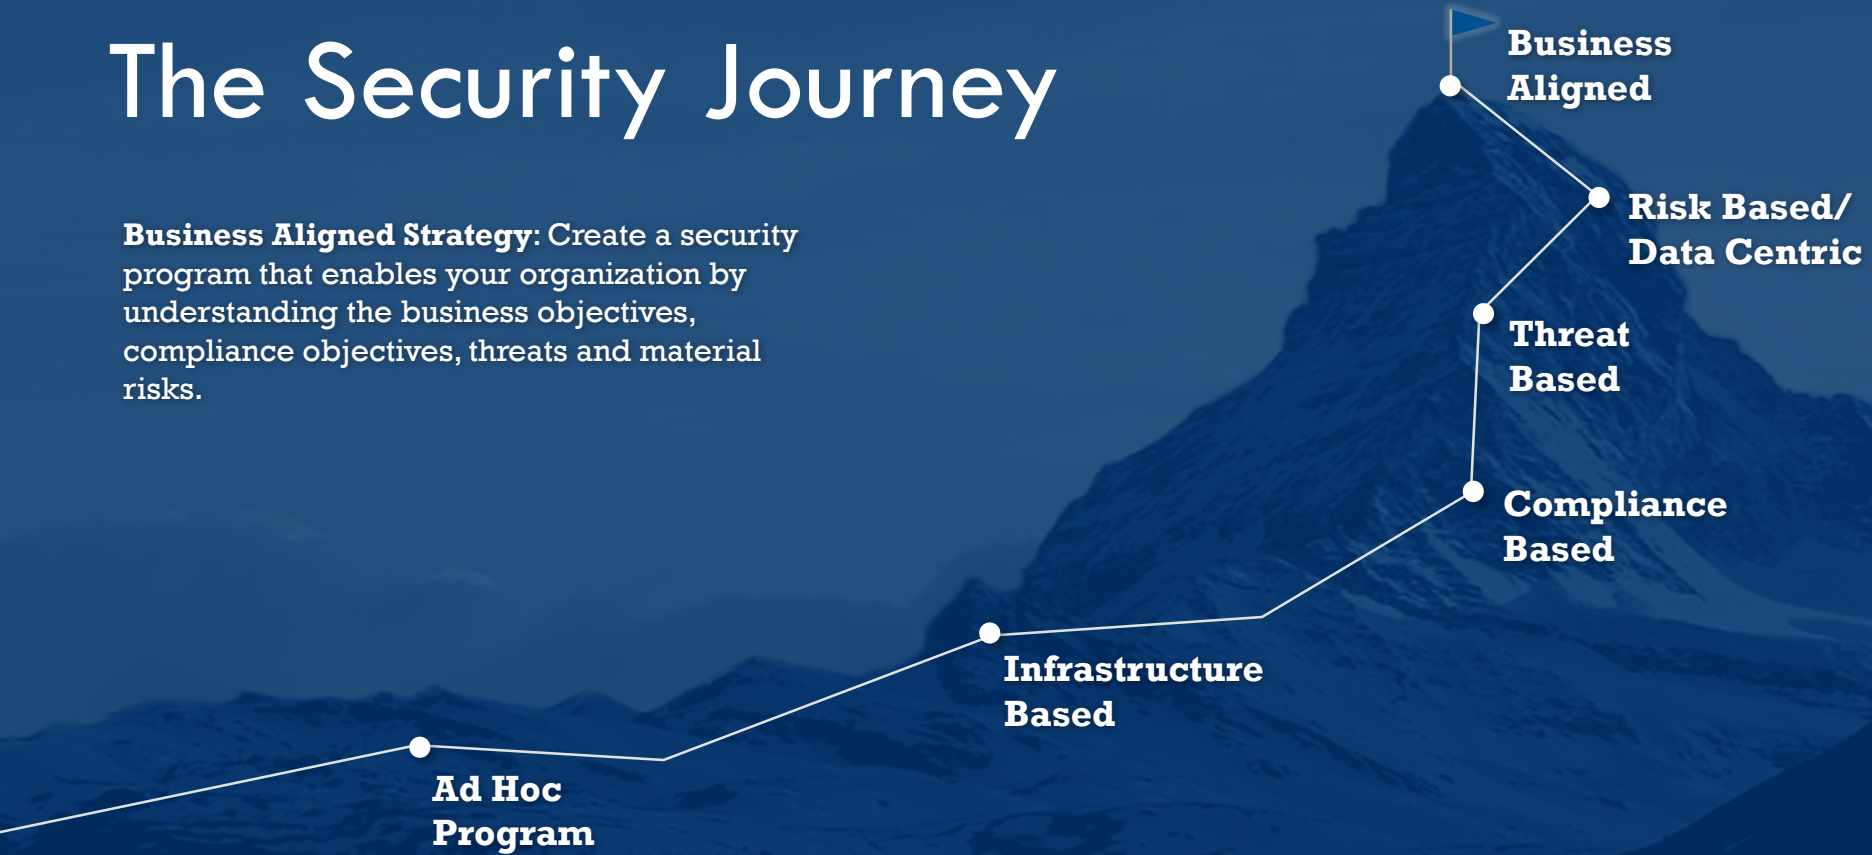 The Security Journey
Business Aligned Strategy: Create a security
program that enables your organization by
understanding the business objectives,
compliance objectives, threats and material
risks.
Business
Aligned
Risk Based/
Data Centric
Threat
Based
Compliance
Based
Infrastructure
Based
Ad Hoc
Program